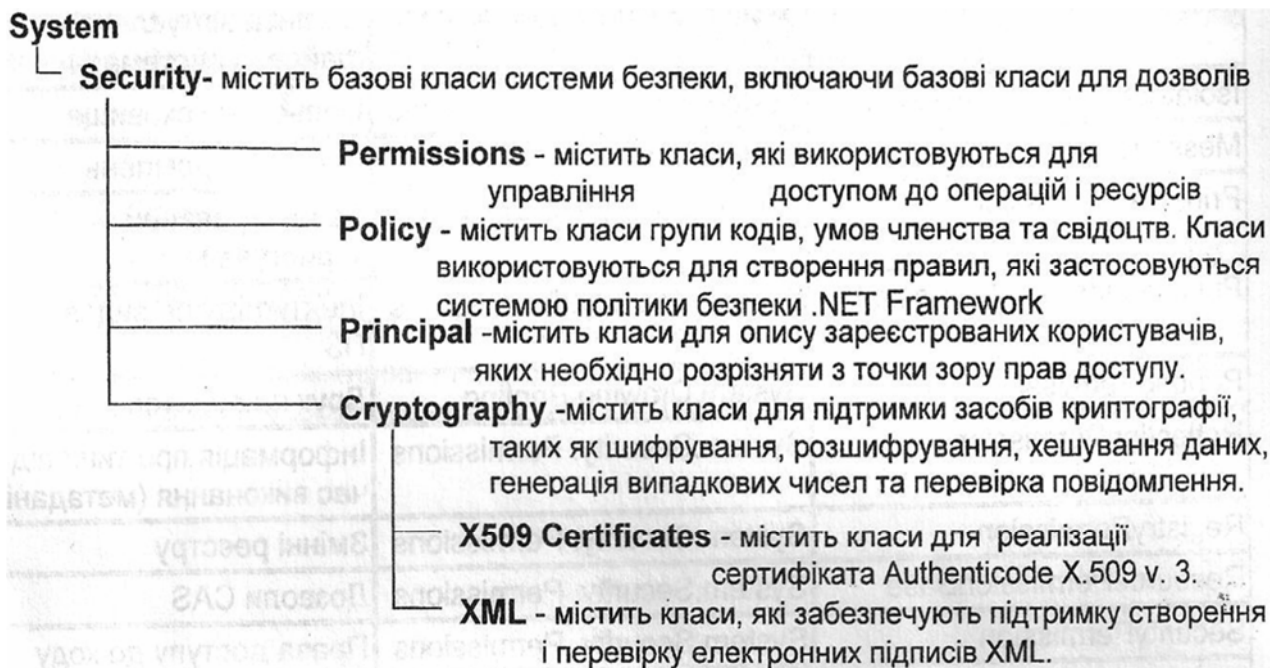 System
Security- містить базові класи системи безпеки, включаючи базові класи для дозволів
Permissions - містить класи, які використовуються для
управління доступом до операцій і ресурсів
Policy - містить класи групи кодів, умов членства та свідоцтв. Класи
використовуються для створення правил, які застосовуються
системою політики безпеки .NET Framework
Principal -містить класи для опису зареєстрованих користувачів,
яких необхідно розрізняти з точки зору прав доступу.
Cryptography -містить класи для підтримки засобів криптографії,
таких як шифрування, розшифрування, хешування даних,
генерація випадкових чисел та перевірка повідомлення.
X509 Certificates - містить класи для реалізації
сертифіката Authenticode X.509 v. 3.
XML - містить класи, які забезпечують підтримку створення
і перевірку електронних підписів XML.